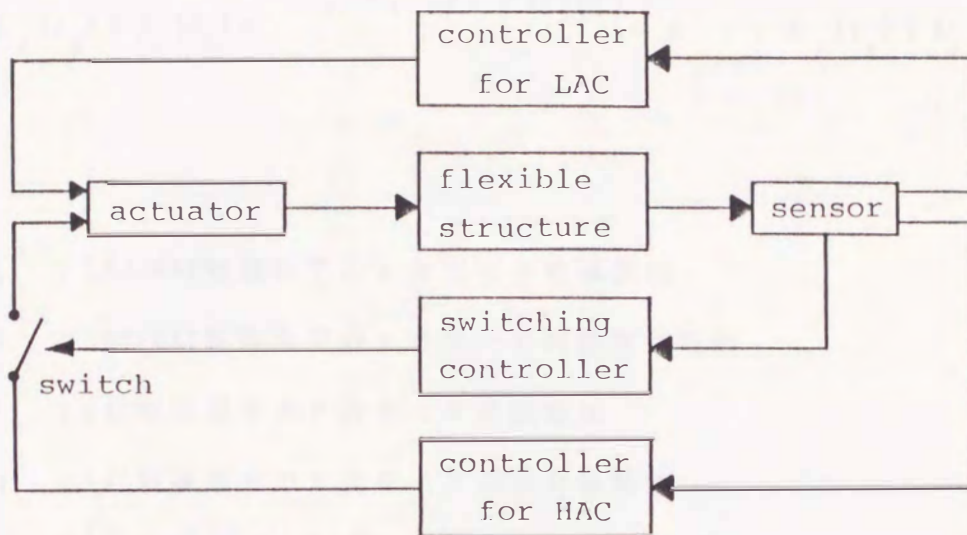 controller
for LAC
actuator
flexible
structure
sensor
switching
controller
switch
controller
for HAC